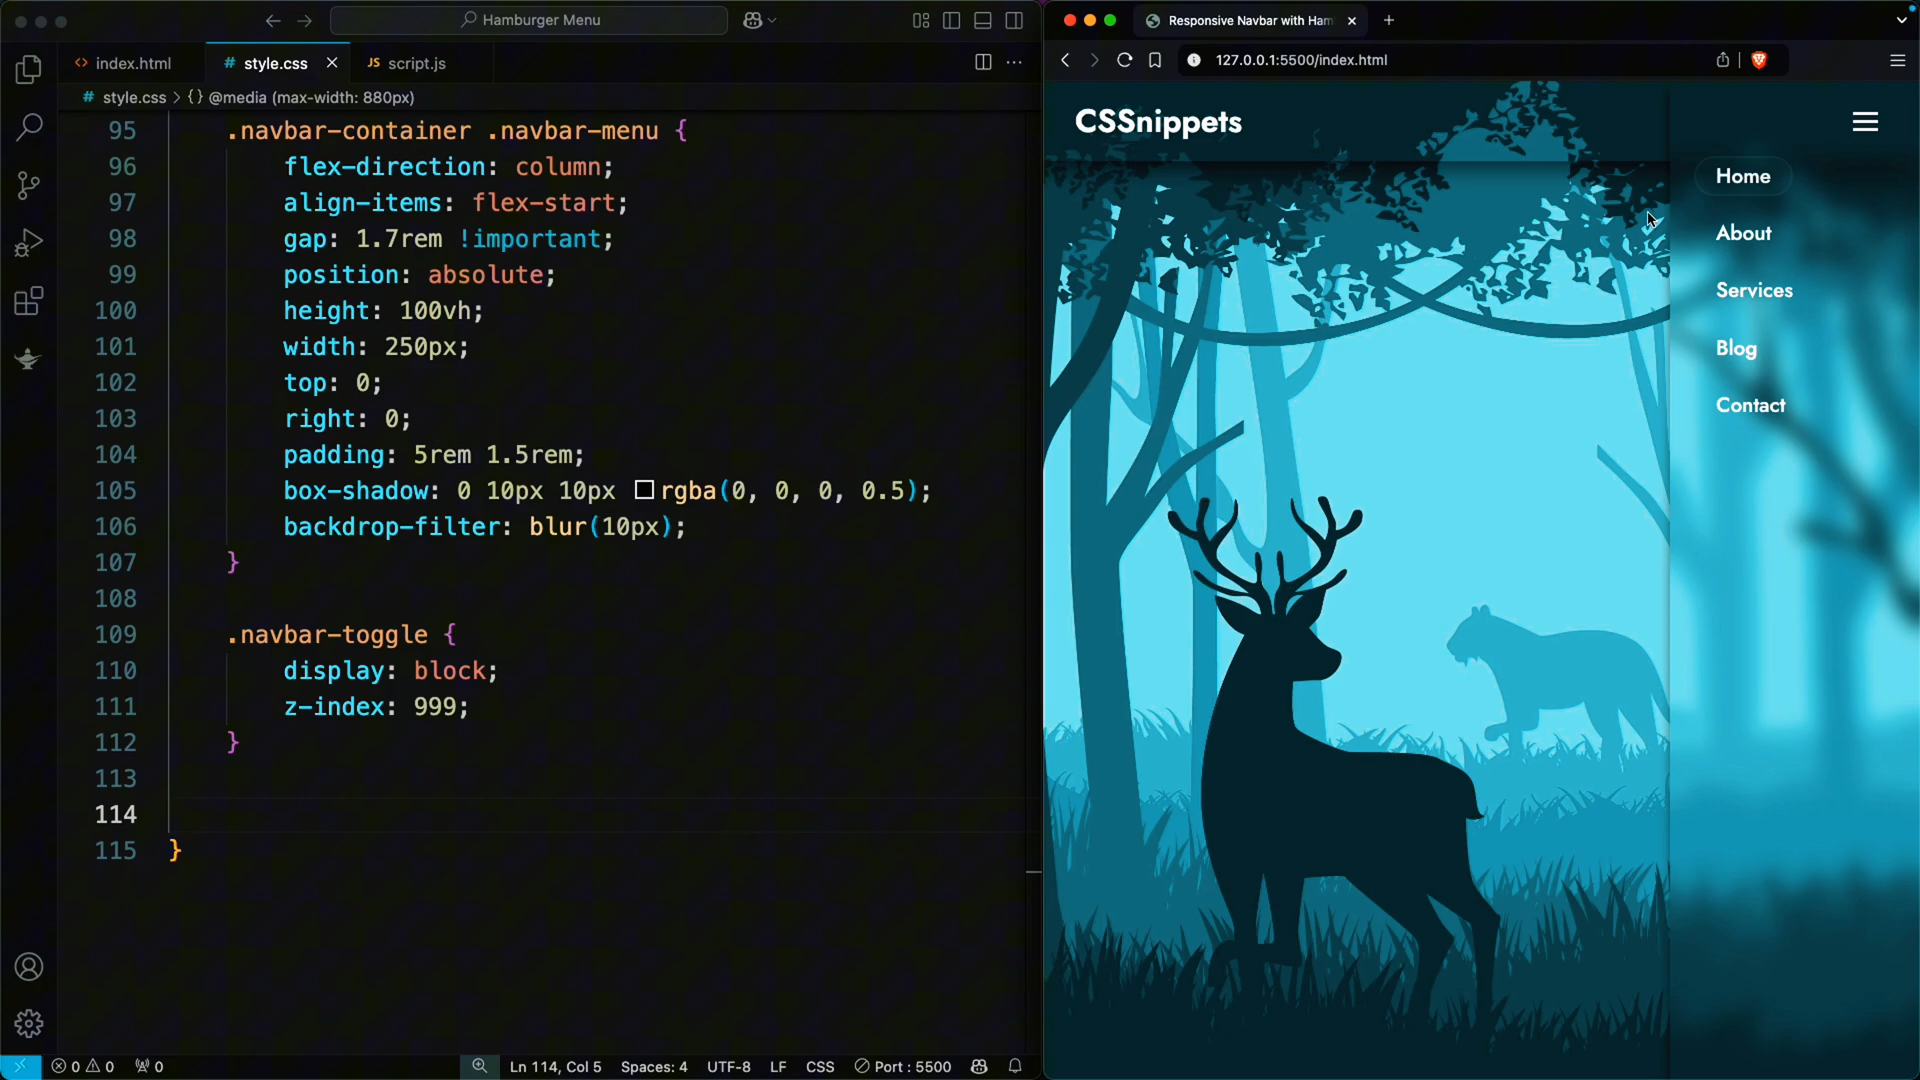 Hamburger Menu
index.html
# style.css
JS script.js
# style.css > {} @media (max-width: 880px)
95 .navbar-container .navbar-menu {
96 flex-direction: column;
97 align-items: flex-start;
98 gap: 1.7rem !important;
99 position: absolute;
100 height: 100vh;
101 width: 250px;
102 top: 0;
103 right: 0;
104 padding: 5rem 1.5rem;
105 box-shadow: 0 10px 10px rgba(0, 0, 0, 0.5);
106 backdrop-filter: blur(10px);
107 }
108
109 .navbar-toggle {
110 display: block;
111 z-index: 999;
112 }
113
114
115 }
0 0 0 Ln 114, Col 5 Spaces: 4 UTF-8 LF CSS Port : 5500
Responsive Navbar with Ham
127.0.0.1:5500/index.html
CSSnippets
Home
About
Services
Blog
Contact